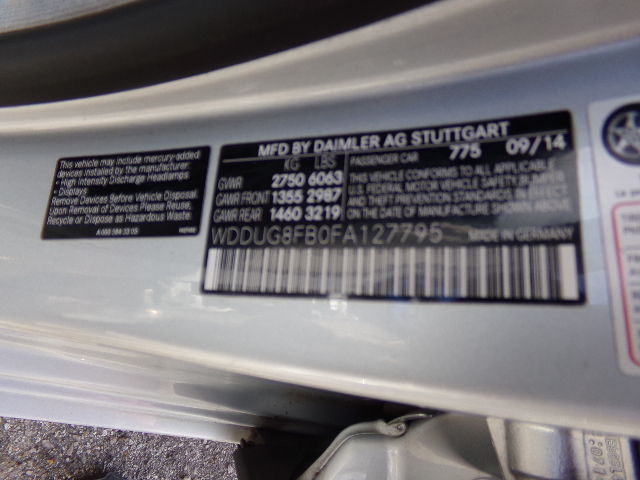 This vehicle may include mercury-added
devices installed by the manufacturer:
- High Intensity Discharge Headlamps
- Displays
Remove Devices Before Vehicle Disposal
Upon Removal of Devices Please Reuse,
Recycle or Dispose as Hazardous Waste.
A 000 584 33 05
MFD BY DAIMLER AG STUTTGART
KG LBS PASSENGER CAR 775 09/14
GVWR 2750 6063
GAWR FRONT 1355 2987
GAWR REAR 1460 3219
THIS VEHICLE CONFORMS TO ALL APPLICABLE
U.S. FEDERAL MOTOR VEHICLE SAFETY, BUMPER
AND THEFT PREVENTION STANDARDS IN EFFECT
ON THE DATE OF MANUFACTURE SHOWN ABOVE.
WDDUG8FB0FA127795 MADE IN GERMANY